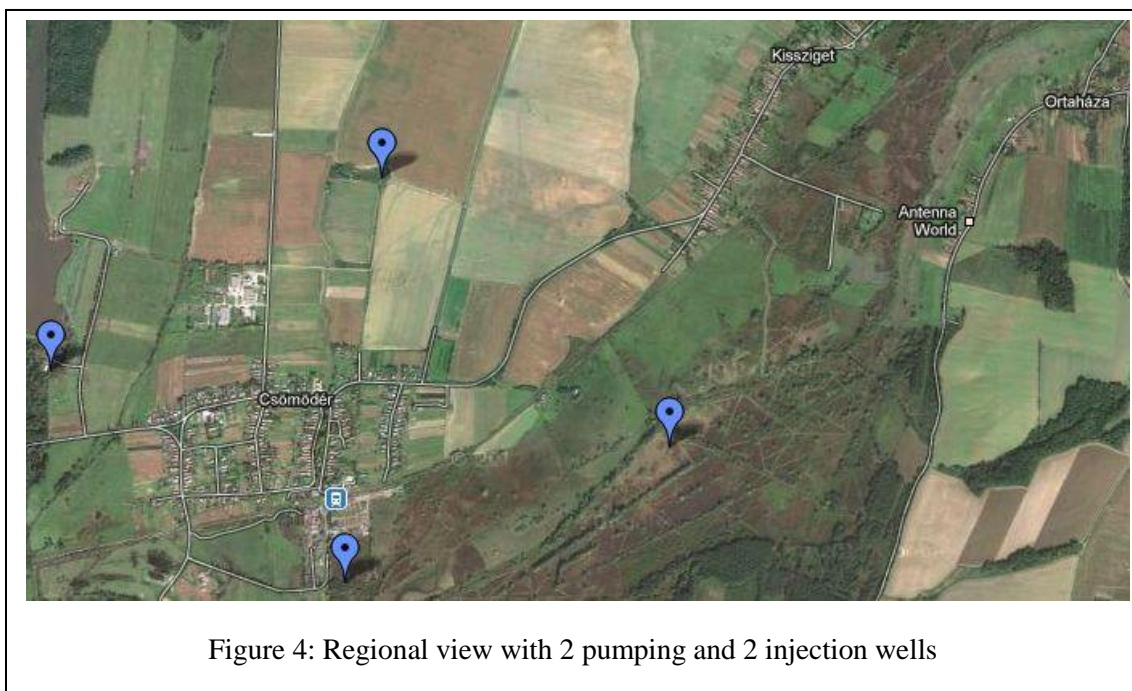 Kissziget
Ortaháza
Antenna
World
Csömödér
Figure 4: Regional view with 2 pumping and 2 injection wells